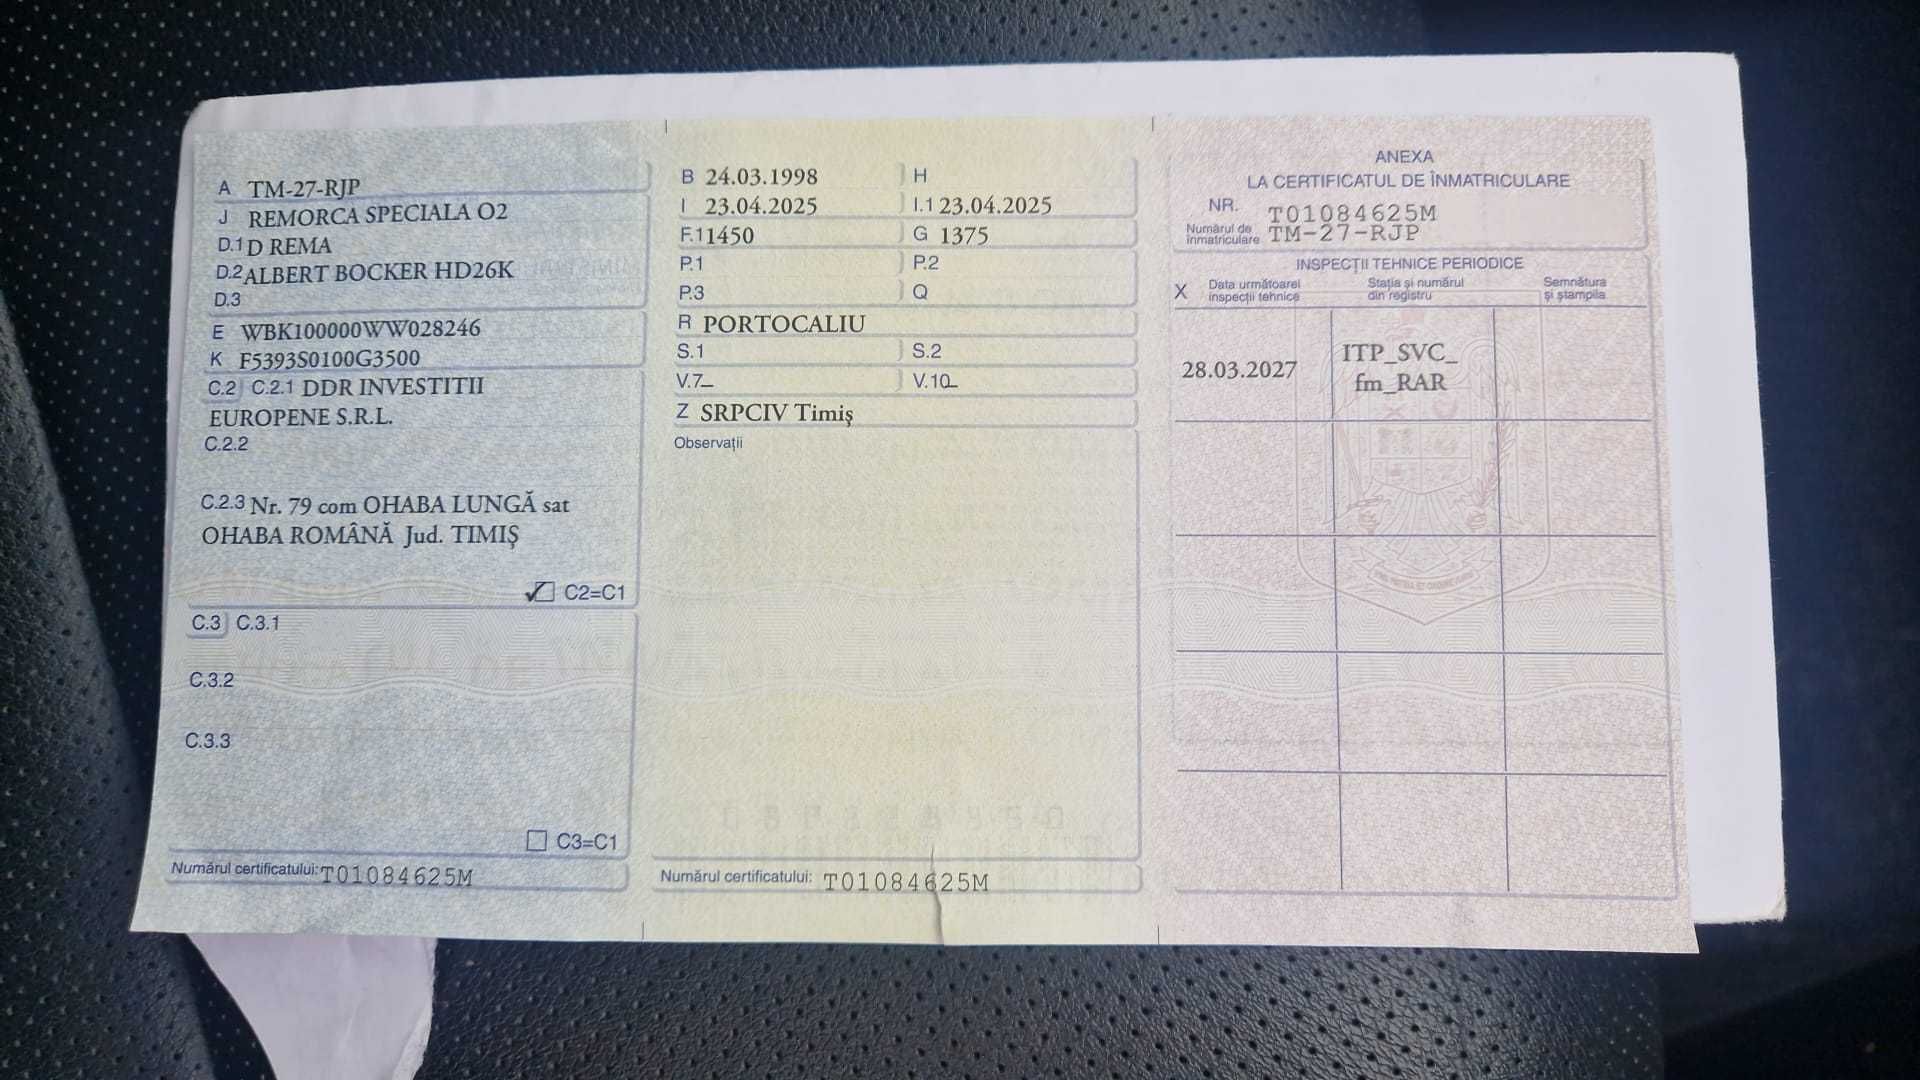 A TM-27-RJP
J REMORCA SPECIALA O2
D.1 D REMA
D.2 ALBERT BOCKER HD26K
D.3
E WBK100000WW028246
K F5393S0100G3500
C.2 C.2.1 DDR INVESTITII
EUROPENE S.R.L.
C.2.2
C.2.3 Nr. 79 com OHABA LUNGĂ sat
OHABA ROMÂNĂ Jud. TIMIŞ
C2=C1
C.3 C.3.1
C.3.2
C.3.3
C3=C1
Numărul certificatului: T01084625M
B 24.03.1998 H
I 23.04.2025 I.1 23.04.2025
F.1 1450 G 1375
P.1 P.2
P.3 Q
R PORTOCALIU
S.1 S.2
V.7 _ V.10 _
Z SRPCIV Timiş
Observații
Numărul certificatului: T01084625M
ANEXA
LA CERTIFICATUL DE ÎNMATRICULARE
NR. T01084625M
Numărul de
înmatriculare TM-27-RJP
INSPECȚII TEHNICE PERIODICE
X Data următoarei
inspecții tehnice
Stația și numărul
din registru
Semnătura
și ștampila
28.03.2027
ITP_SVC_
fm_RAR